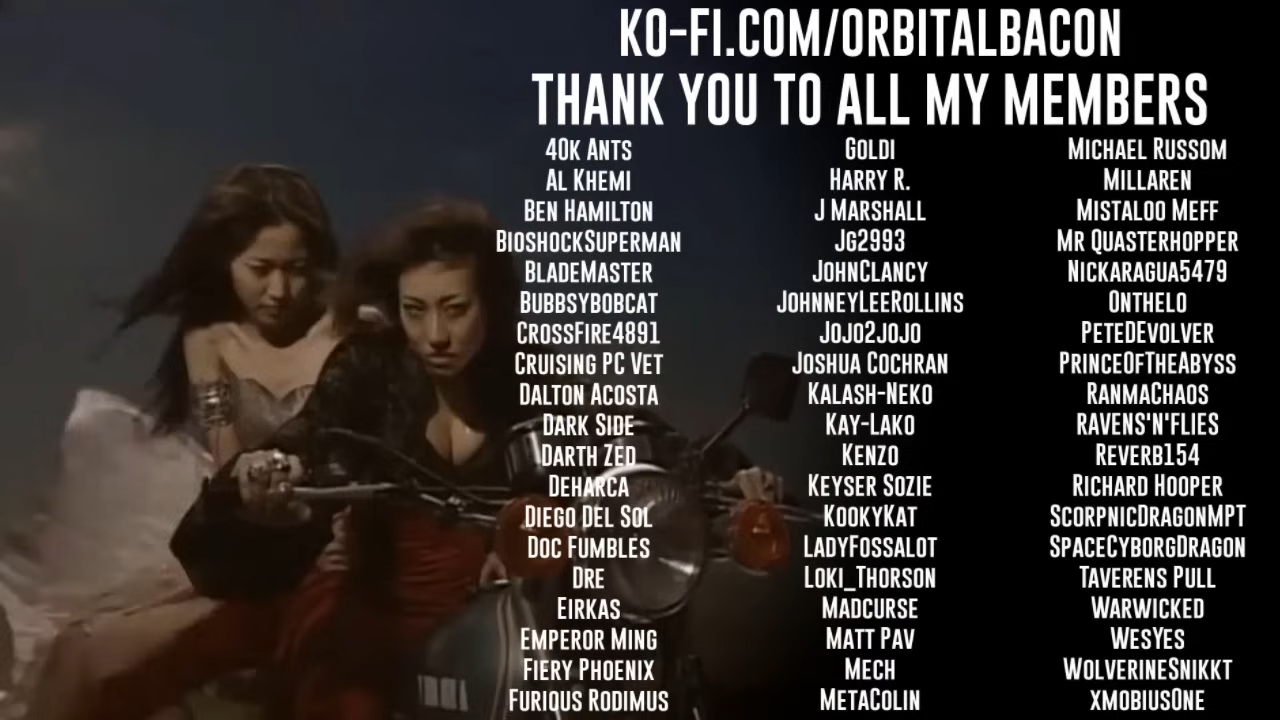 KO-FI.COM/ORBITALBACON
THANK YOU TO ALL MY MEMBERS
40K ANTS
AL KHEMI
BEN HAMILTON
BIOSHOCKSUPERMAN
BLADEMASTER
BUBBSYBOBCAT
CROSSFIRE4891
CRUISING PC VET
DALTON ACOSTA
DARK SIDE
DARTH ZED
DEHARCA
DIEGO DEL SOL
DOC FUMBLES
DRE
EIRKAS
EMPEROR MING
FIERY PHOENIX
FURIOUS RODIMUS
GOLDI
HARRY R.
J MARSHALL
JG2993
JOHNCLANCY
JOHNNEYLEEROLLINS
JOJO2JOJO
JOSHUA COCHRAN
KALASH-NEKO
KAY-LAKO
KENZO
KEYSER SOZIE
KOOKYKAT
LADYFOSSALOT
LOKI_THORSON
MADCURSE
MATT PAV
MECH
METACOLIN
MICHAEL RUSSOM
MILLAREN
MISTALOO MEFF
MR QUASTERHOPPER
NICKARAGUA5479
ONTHELO
PETEDEVOLVER
PRINCEOFTHEABYSS
RANMACHAOS
RAVENS'N'FLIES
REVERB154
RICHARD HOOPER
SCORPNICDRAGONMPT
SPACECYBORGDRAGON
TAVERENS PULL
WARWICKED
WESYES
WOLVERINESNIKKT
XMOBIUSONE